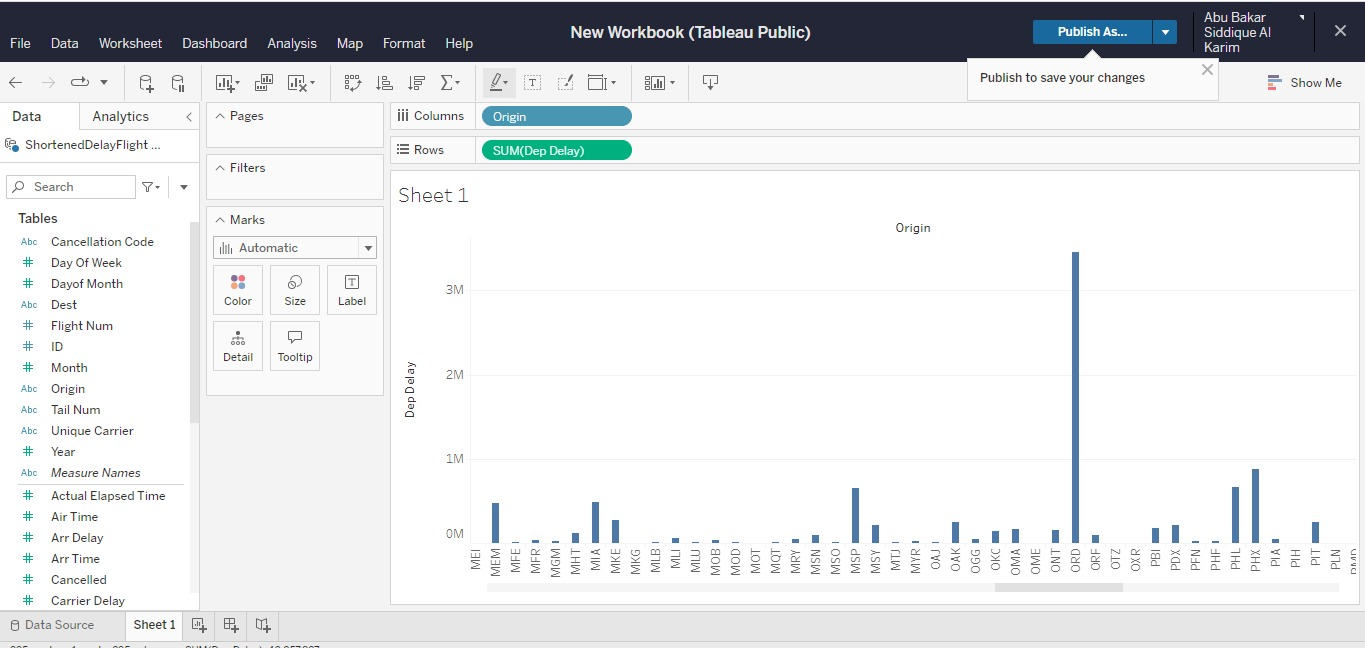 New Workbook (Tableau Public)
Publish As...
Abu Bakar
Siddique Al
Karim
File Data Worksheet Dashboard Analysis Map Format Help
Publish to save your changes
Show Me
Data Analytics
ShortenedDelayFlight ...
Search
Tables
Abc Cancellation Code
# Day Of Week
# Dayof Month
Abc Dest
# Flight Num
# ID
# Month
Abc Origin
Abc Tail Num
Abc Unique Carrier
# Year
Abc Measure Names
# Actual Elapsed Time
# Air Time
# Arr Delay
# Arr Time
# Cancelled
# Carrier Delay
Pages
Filters
Marks
Automatic
Color Size Label
Detail Tooltip
Columns Origin
Rows SUM(Dep Delay)
Sheet 1
Origin
Dep Delay
3M
2M
1M
0M
MEI MEM MFE MFR MGM MHT MIA MKE MKG MLB MLI MLU MOB MOD MOT MQT MRY MSN MSO MSP MSY MTJ MYR OAJ OAK OGG OKC OMA OME ONT ORD ORF OTZ OXR PBI PDX PFN PHF PHL PHX PIA PIH PIT PLN
Data Source Sheet 1